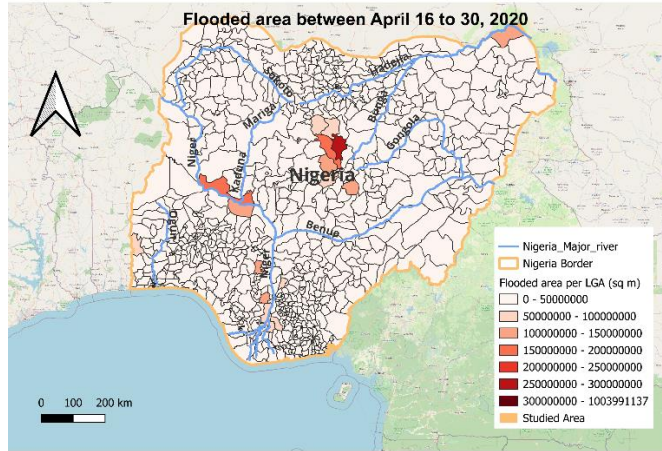 Flooded area between April 16 to 30, 2020
Sokoto
Hadejia
Mariga
Bunga
Gongola
Niger
Kaduna
Nigeria
Ogun
Benue
Niger
Nigeria_Major_river
Nigeria Border
Flooded area per LGA (sq m)
0 - 50000000
50000000 - 100000000
100000000 - 150000000
150000000 - 200000000
200000000 - 250000000
250000000 - 300000000
300000000 - 1003991137
Studied Area
0 100 200 km